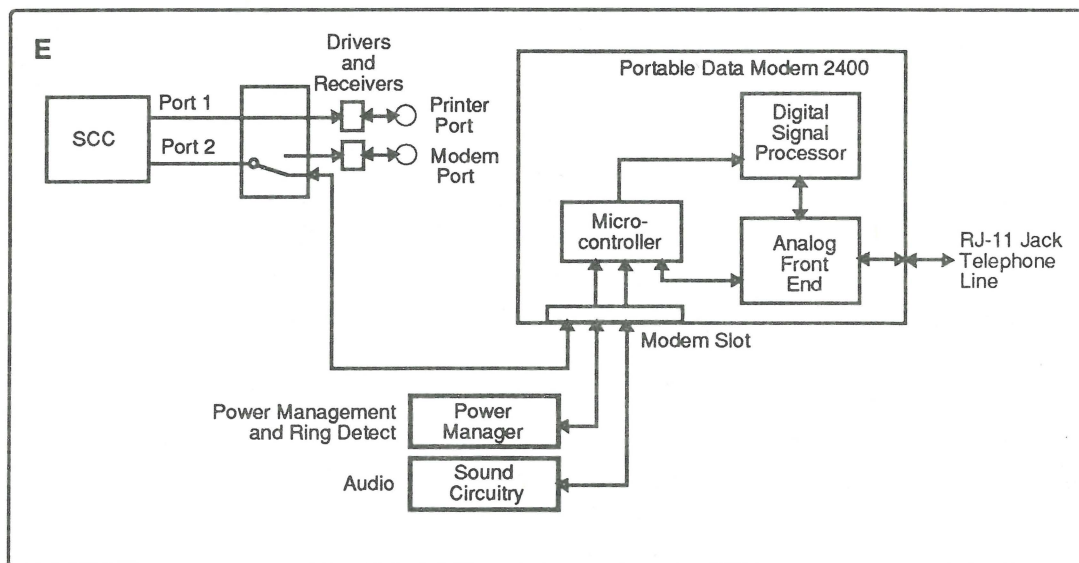 E
Drivers
and
Receivers
SCC
Port 1
Port 2
Printer
Port
Modem
Port
Portable Data Modem 2400
Digital
Signal
Processor
Micro-
controller
Analog
Front
End
RJ-11 Jack
Telephone
Line
Modem Slot
Power Management
and Ring Detect
Power
Manager
Audio
Sound
Circuitry